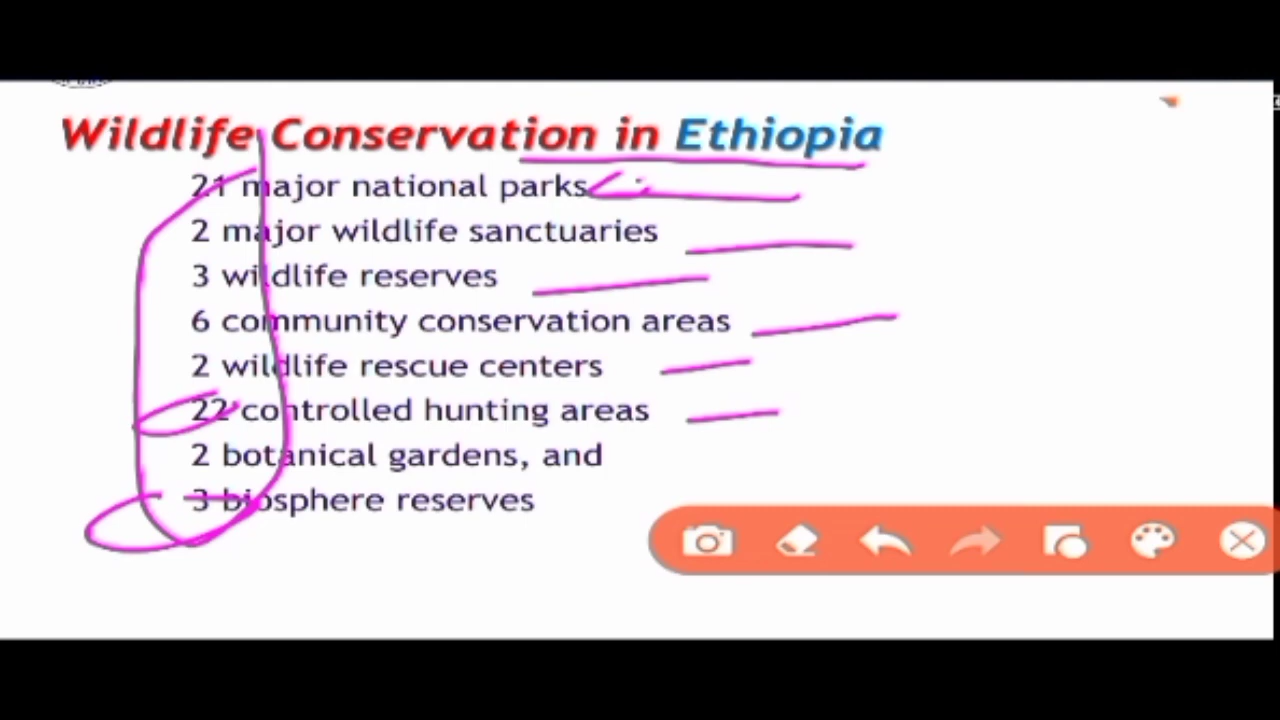 Wildlife Conservation in Ethiopia
21 major national parks
2 major wildlife sanctuaries
3 wildlife reserves
6 community conservation areas
2 wildlife rescue centers
22 controlled hunting areas
2 botanical gardens, and
3 biosphere reserves